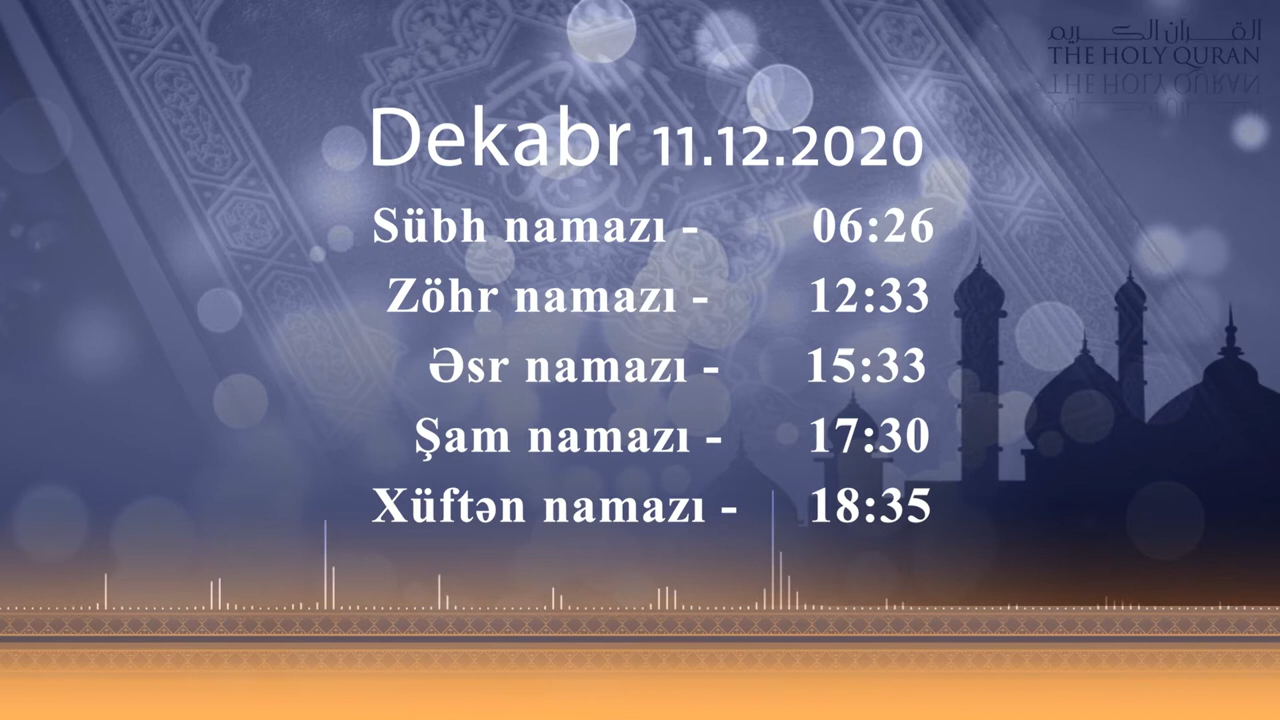 القرآن الكريم
THE HOLY QURAN
Dekabr 11.12.2020
Sübh namazı - 06:26
Zöhr namazı - 12:33
Əsr namazı - 15:33
Şam namazı - 17:30
Xüftən namazı - 18:35